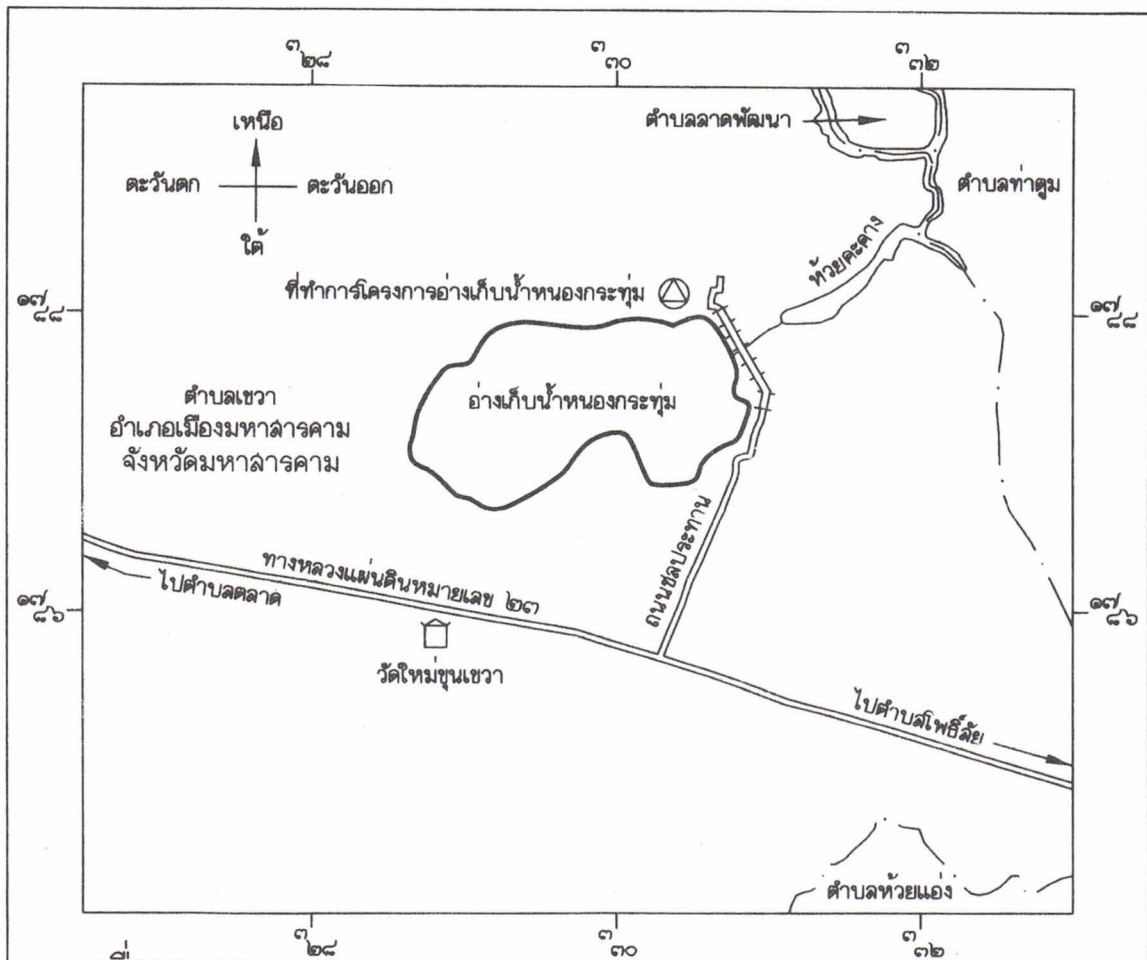 ๓๒๘
๓๓๐
๓๓๒
เหนือ
ตำบลลาดพัฒนา
ตะวันตก
ตะวันออก
ตำบลท่าตูม
ใต้
ห้วยคะคาง
ที่ทำการโครงการอ่างเก็บน้ำหนองกระทุ่ม
๑๗๘๘
๑๗๘๘
ตำบลเขวา
อำเภอเมืองมหาสารคาม
จังหวัดมหาสารคาม
อ่างเก็บน้ำหนองกระทุ่ม
ถนนชลประทาน
ทางหลวงแผ่นดินหมายเลข ๒๓
ไปตำบลตลาด
๑๗๘๖
๑๗๘๖
วัดใหม่ขุนเขวา
ไปตำบลโพธิ์ลัย
ตำบลห้วยแอ่ง
๓๒๘
๓๓๐
๓๓๒